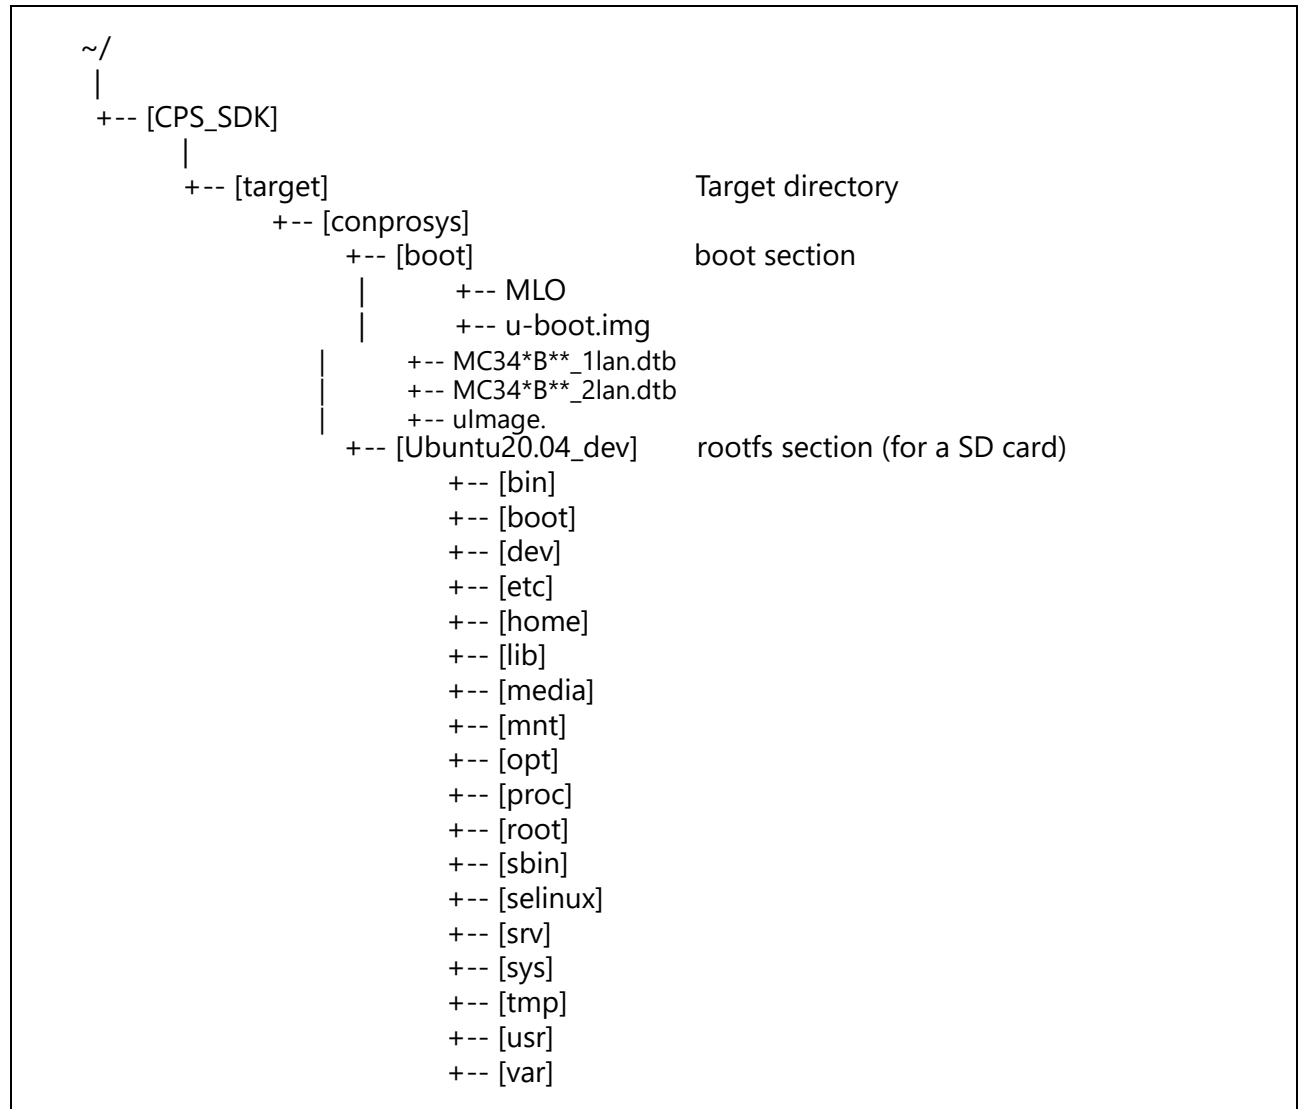 ~/
|
+-- [CPS_SDK]
|
+-- [target] Target directory
+-- [conprosys]
+-- [boot] boot section
| +-- MLO
| +-- u-boot.img
| +-- MC34*B**_1lan.dtb
| +-- MC34*B**_2lan.dtb
| +-- uImage.
+-- [Ubuntu20.04_dev] rootfs section (for a SD card)
+-- [bin]
+-- [boot]
+-- [dev]
+-- [etc]
+-- [home]
+-- [lib]
+-- [media]
+-- [mnt]
+-- [opt]
+-- [proc]
+-- [root]
+-- [sbin]
+-- [selinux]
+-- [srv]
+-- [sys]
+-- [tmp]
+-- [usr]
+-- [var]